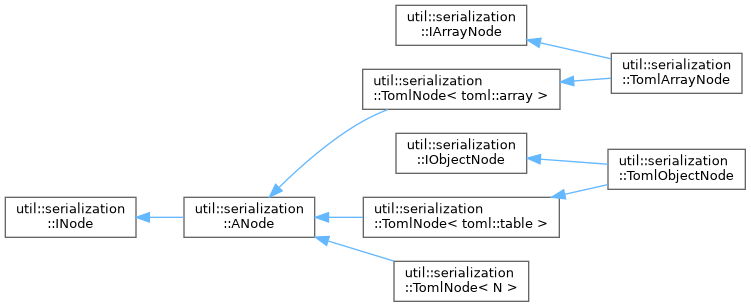 util::serialization
::IArrayNode
util::serialization
::TomlArrayNode
util::serialization
::TomlNode< toml::array >
util::serialization
::IObjectNode
util::serialization
::TomlObjectNode
util::serialization
::INode
util::serialization
::ANode
util::serialization
::TomlNode< toml::table >
util::serialization
::TomlNode< N >